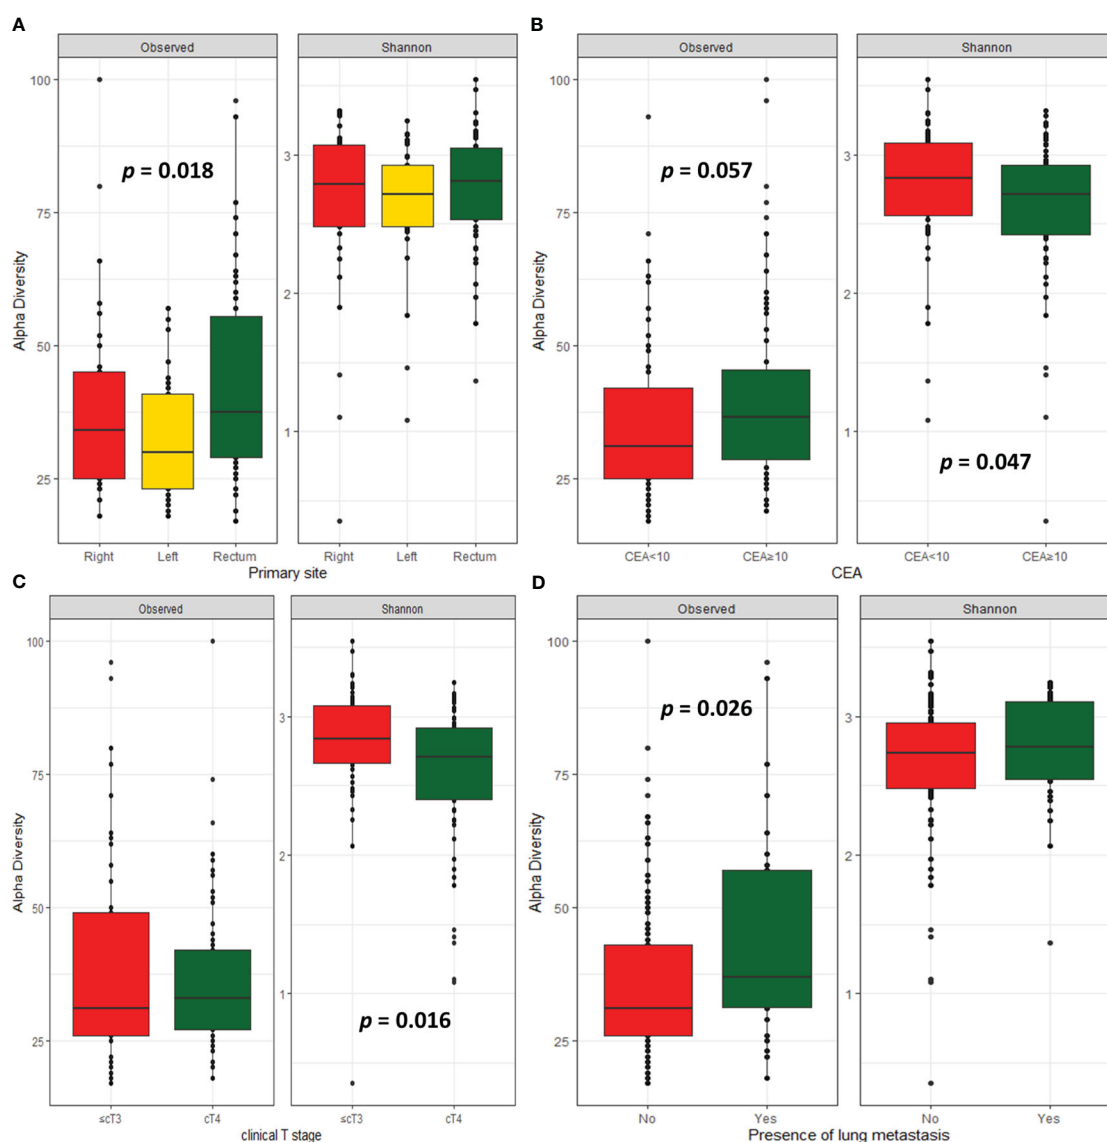 A
Observed
Shannon
Alpha Diversity
100
75
50
25
3
2
1
p = 0.018
Right
Left
Rectum
Right
Left
Rectum
Primary site
B
Observed
Shannon
Alpha Diversity
100
75
50
25
3
2
1
p = 0.057
p = 0.047
CEA<10
CEA≥10
CEA<10
CEA≥10
CEA
C
Observed
Shannon
Alpha Diversity
100
75
50
25
3
2
1
p = 0.016
≤cT3
cT4
≤cT3
cT4
clinical T stage
D
Observed
Shannon
Alpha Diversity
100
75
50
25
3
2
1
p = 0.026
No
Yes
No
Yes
Presence of lung metastasis